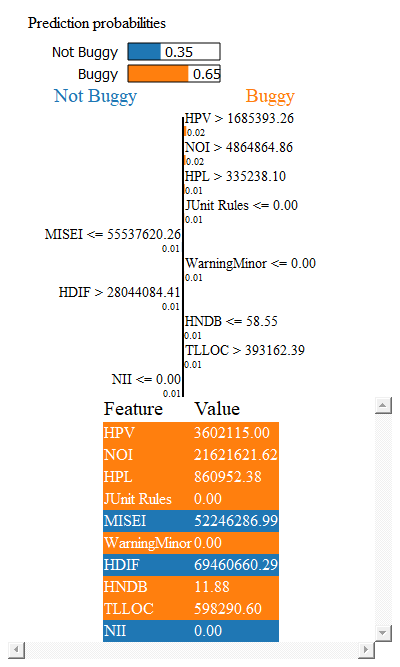 Prediction probabilities
Not Buggy 0.35
Buggy 0.65
Not Buggy Buggy
HPV > 1685393.26
0.02
NOI > 4864864.86
0.02
HPL > 335238.10
0.01
JUnit Rules <= 0.00
0.01
MISEI <= 55537620.26
0.01
WarningMinor <= 0.00
0.01
HDIF > 28044084.41
0.01
HNDB <= 58.55
0.01
TLLOC > 393162.39
0.01
NII <= 0.00
0.01
Feature Value
HPV 3602115.00
NOI 21621621.62
HPL 860952.38
JUnit Rules 0.00
MISEI 52246286.99
WarningMinor 0.00
HDIF 69460660.29
HNDB 11.88
TLLOC 598290.60
NII 0.00